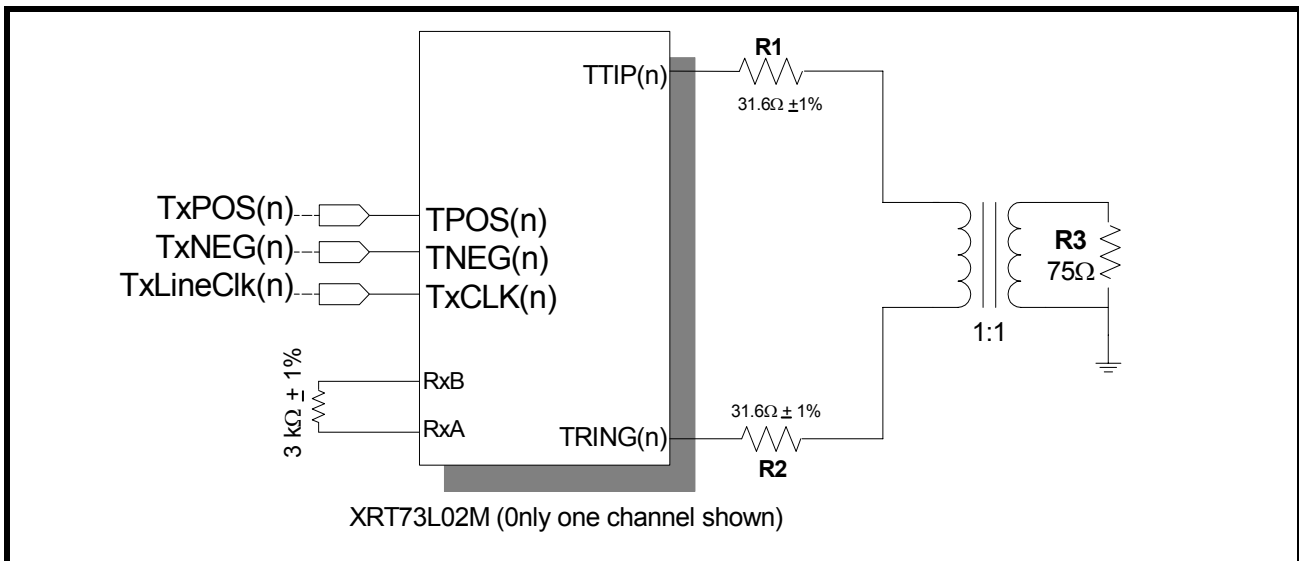 R1
TTIP(n)
31.6Ω ±1%
TxPOS(n)
TPOS(n)
TxNEG(n)
TNEG(n)
TxLineClk(n)
TxCLK(n)
R3
75Ω
1:1
3 kΩ ± 1%
RxB
RxA
31.6Ω ± 1%
TRING(n)
R2
XRT73L02M (0nly one channel shown)